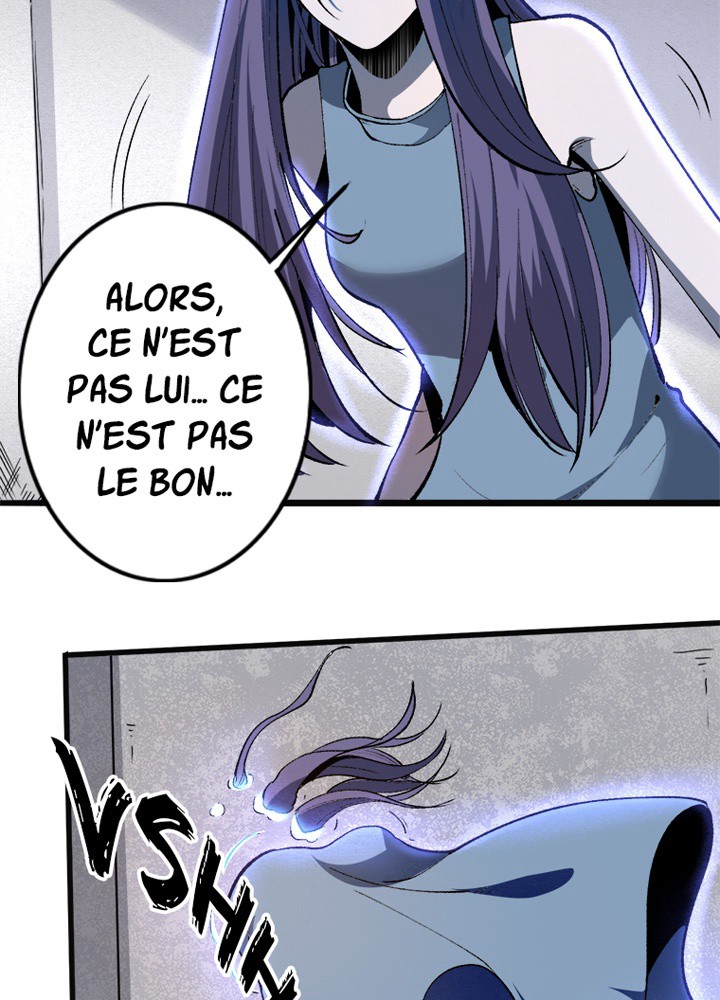 ALORS,
CE N'EST
PAS LUI... CE
N'EST PAS
LE BON...
VSHH